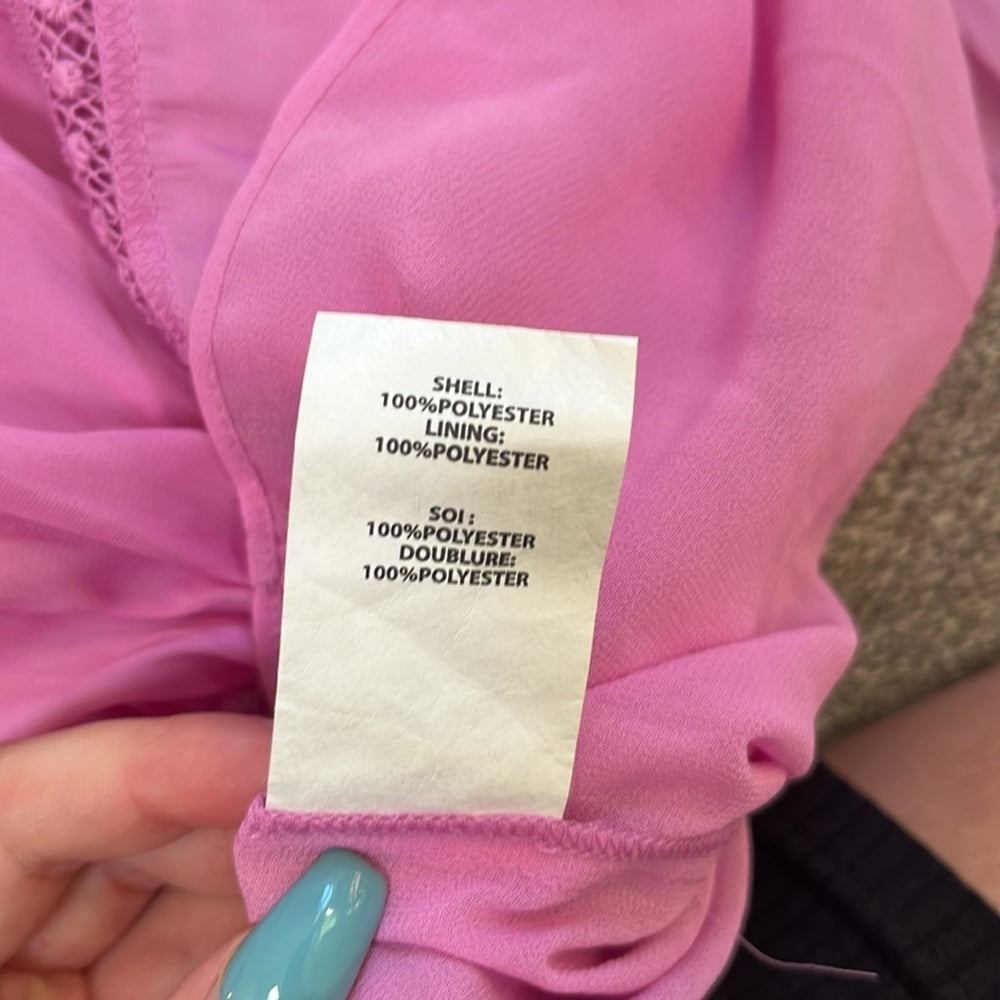 SHELL:
100%POLYESTER
LINING:
100%POLYESTER
SOI :
100%POLYESTER
DOUBLURE:
100%POLYESTER